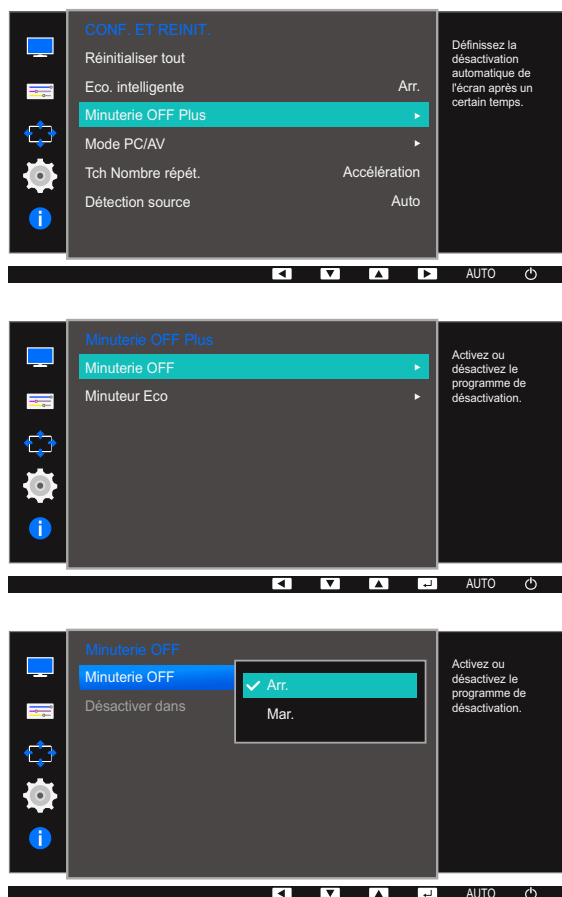 CONF. ET REINIT.
Réinitialiser tout
Eco. intelligente Arr.
Minuterie OFF Plus
Mode PC/AV
Tch Nombre répét. Accélération
Détection source Auto
Définissez la
désactivation
automatique de
l'écran après un
certain temps.
AUTO
Minuterie OFF Plus
Minuterie OFF
Minuteur Eco
Activez ou
désactivez le
programme de
désactivation.
AUTO
Minuterie OFF
Minuterie OFF
Désactiver dans
Arr.
Mar.
Activez ou
désactivez le
programme de
désactivation.
AUTO